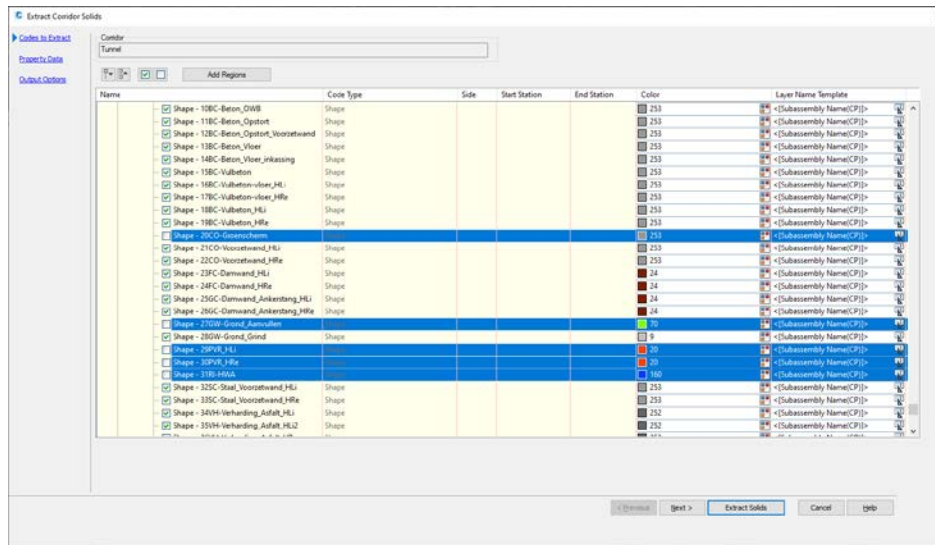 Extract Corridor Solids
Codes to Extract
Property Data
Output Options
Corridor
Tunnel
Add Regions
Name Code Type Side Start Station End Station Color Layer Name Template
Shape - 10BC-Beton_OWB Shape 253 <[Subassembly Name(CP)]>
Shape - 11BC-Beton_Opstort Shape 253 <[Subassembly Name(CP)]>
Shape - 12BC-Beton_Opstort_Voorzetwand Shape 253 <[Subassembly Name(CP)]>
Shape - 13BC-Beton_Vloer Shape 253 <[Subassembly Name(CP)]>
Shape - 14BC-Beton_Vloer_inkassing Shape 253 <[Subassembly Name(CP)]>
Shape - 15BC-Vulbeton Shape 253 <[Subassembly Name(CP)]>
Shape - 16BC-Vulbeton-vloer_HLi Shape 253 <[Subassembly Name(CP)]>
Shape - 17BC-Vulbeton-vloer_HRe Shape 253 <[Subassembly Name(CP)]>
Shape - 18BC-Vulbeton_HLi Shape 253 <[Subassembly Name(CP)]>
Shape - 19BC-Vulbeton_HRe Shape 253 <[Subassembly Name(CP)]>
Shape - 20CO-Groenscherm 253 <[Subassembly Name(CP)]>
Shape - 21CO-Voorzetwand_HLi Shape 253 <[Subassembly Name(CP)]>
Shape - 22CO-Voorzetwand_HRe Shape 253 <[Subassembly Name(CP)]>
Shape - 23FC-Damwand_HLi Shape 24 <[Subassembly Name(CP)]>
Shape - 24FC-Damwand_HRe Shape 24 <[Subassembly Name(CP)]>
Shape - 25GC-Damwand_Ankerstang_HLi Shape 24 <[Subassembly Name(CP)]>
Shape - 26GC-Damwand_Ankerstang_HRe Shape 24 <[Subassembly Name(CP)]>
Shape - 27GW-Grond_Aanvullen 70 <[Subassembly Name(CP)]>
Shape - 28GW-Grond_Grind Shape 9 <[Subassembly Name(CP)]>
Shape - 29PVR_HLi 20 <[Subassembly Name(CP)]>
Shape - 30PVR_HRe 20 <[Subassembly Name(CP)]>
Shape - 31RI-HWA 160 <[Subassembly Name(CP)]>
Shape - 32SC-Staal_Voorzetwand_HLi Shape 253 <[Subassembly Name(CP)]>
Shape - 33SC-Staal_Voorzetwand_HRe Shape 253 <[Subassembly Name(CP)]>
Shape - 34VH-Verharding_Asfalt_HLi Shape 252 <[Subassembly Name(CP)]>
Shape - 35VH-Verharding_Asfalt_HLi2 Shape 252 <[Subassembly Name(CP)]>
< Previous Next > Extract Solids Cancel Help